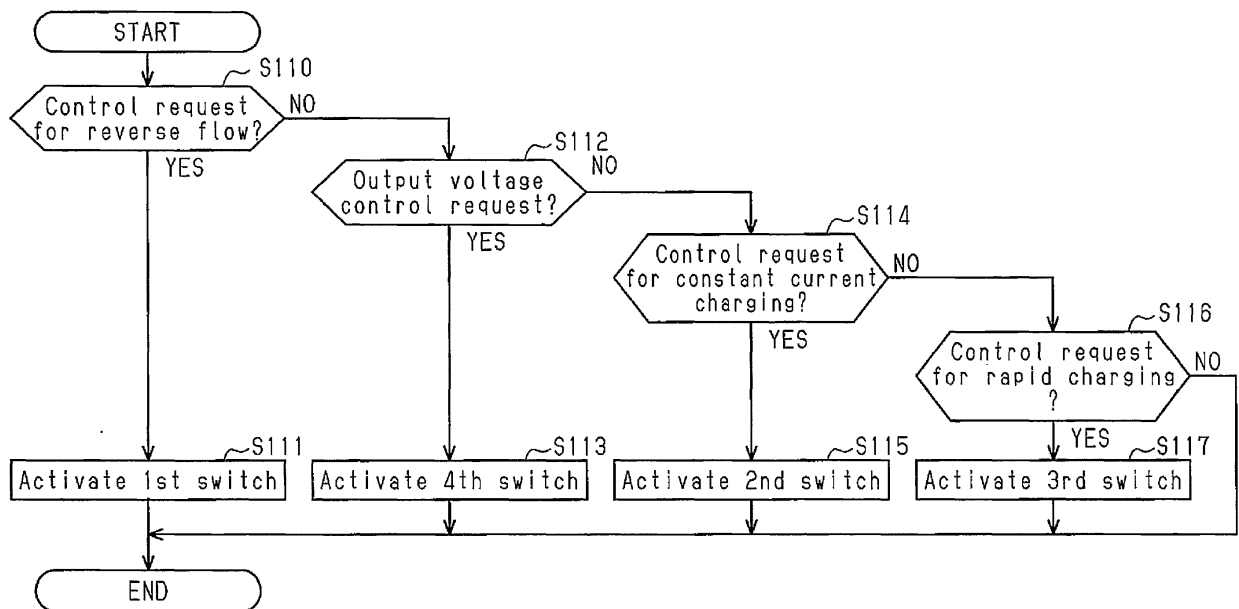 START
S110
Control request
for reverse flow?
NO
YES
S112
Output voltage
control request?
NO
YES
S114
Control request
for constant current
charging?
NO
YES
S116
Control request
for rapid charging
?
NO
YES
S111
Activate 1st switch
S113
Activate 4th switch
S115
Activate 2nd switch
S117
Activate 3rd switch
END